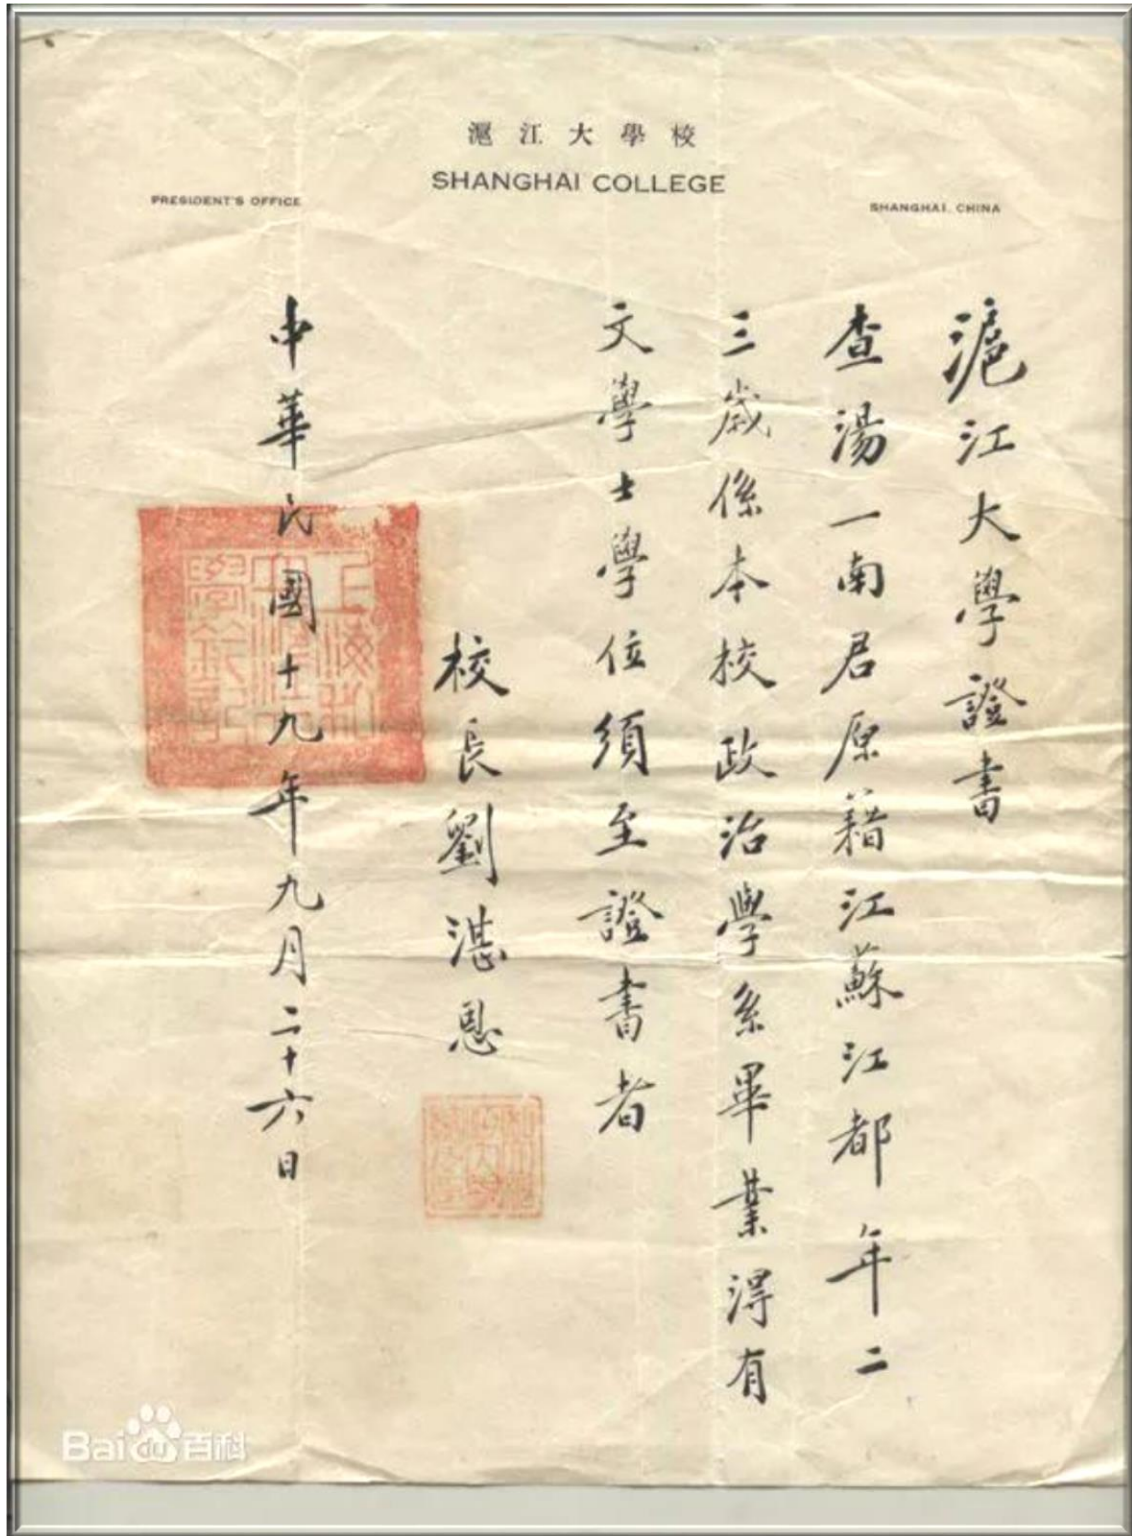 滬江大學校
SHANGHAI COLLEGE
PRESIDENT'S OFFICE
SHANGHAI, CHINA
滬江大學證書
查湯一南君原籍江蘇江都年二
三歲係本校政治學系畢業得有
文學士學位須至證書者
校長劉湛恩
中華民國十九年九月二十六日
Baidu百科